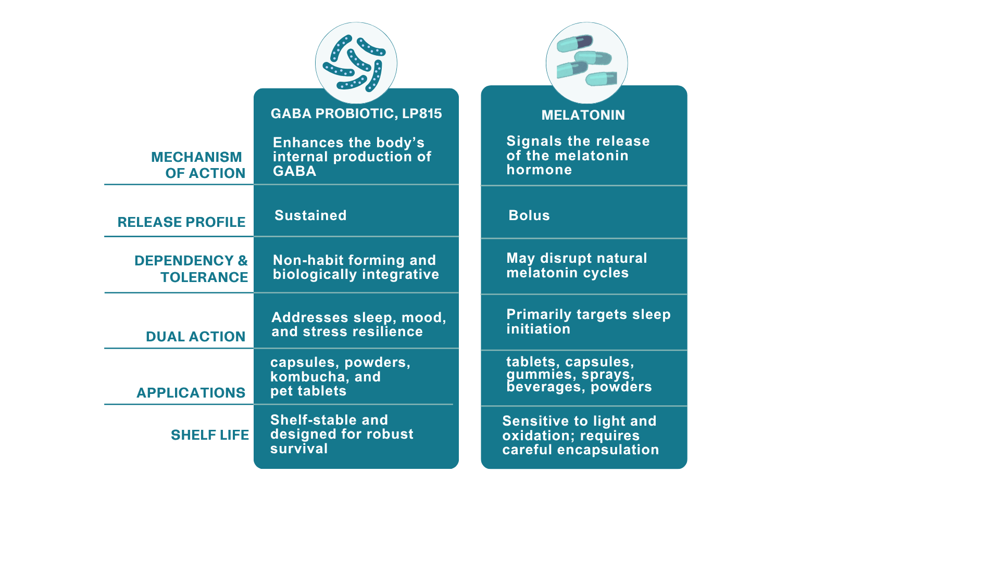 GABA PROBIOTIC, LP815
MELATONIN
MECHANISM
OF ACTION
Enhances the body’s
internal production of
GABA
Signals the release
of the melatonin
hormone
RELEASE PROFILE
Sustained
Bolus
DEPENDENCY &
TOLERANCE
Non-habit forming and
biologically integrative
May disrupt natural
melatonin cycles
DUAL ACTION
Addresses sleep, mood,
and stress resilience
Primarily targets sleep
initiation
APPLICATIONS
capsules, powders,
kombucha, and
pet tablets
tablets, capsules,
gummies, sprays,
beverages, powders
SHELF LIFE
Shelf-stable and
designed for robust
survival
Sensitive to light and
oxidation; requires
careful encapsulation